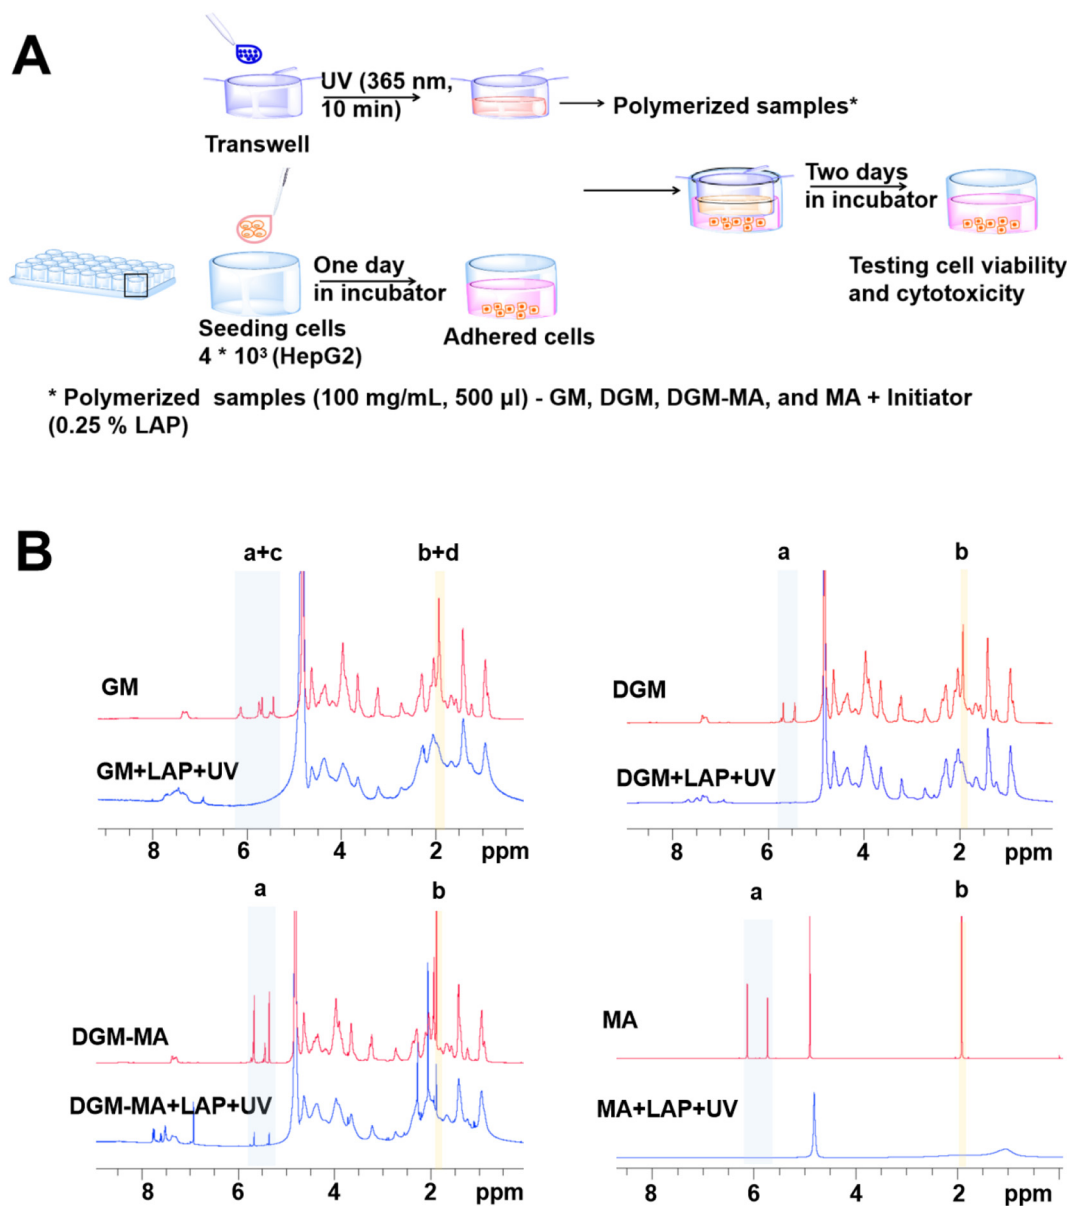 A
UV (365 nm,
10 min)
Polymerized samples*
Transwell
Two days
in incubator
One day
in incubator
Testing cell viability
and cytotoxicity
Seeding cells
4 * 10³ (HepG2)
Adhered cells
* Polymerized samples (100 mg/mL, 500 µl) - GM, DGM, DGM-MA, and MA + Initiator
(0.25 % LAP)
B
a+c
b+d
GM
GM+LAP+UV
8 6 4 2 ppm
a
b
DGM
DGM+LAP+UV
8 6 4 2 ppm
a
b
DGM-MA
DGM-MA+LAP+UV
8 6 4 2 ppm
a
b
MA
MA+LAP+UV
8 6 4 2 ppm